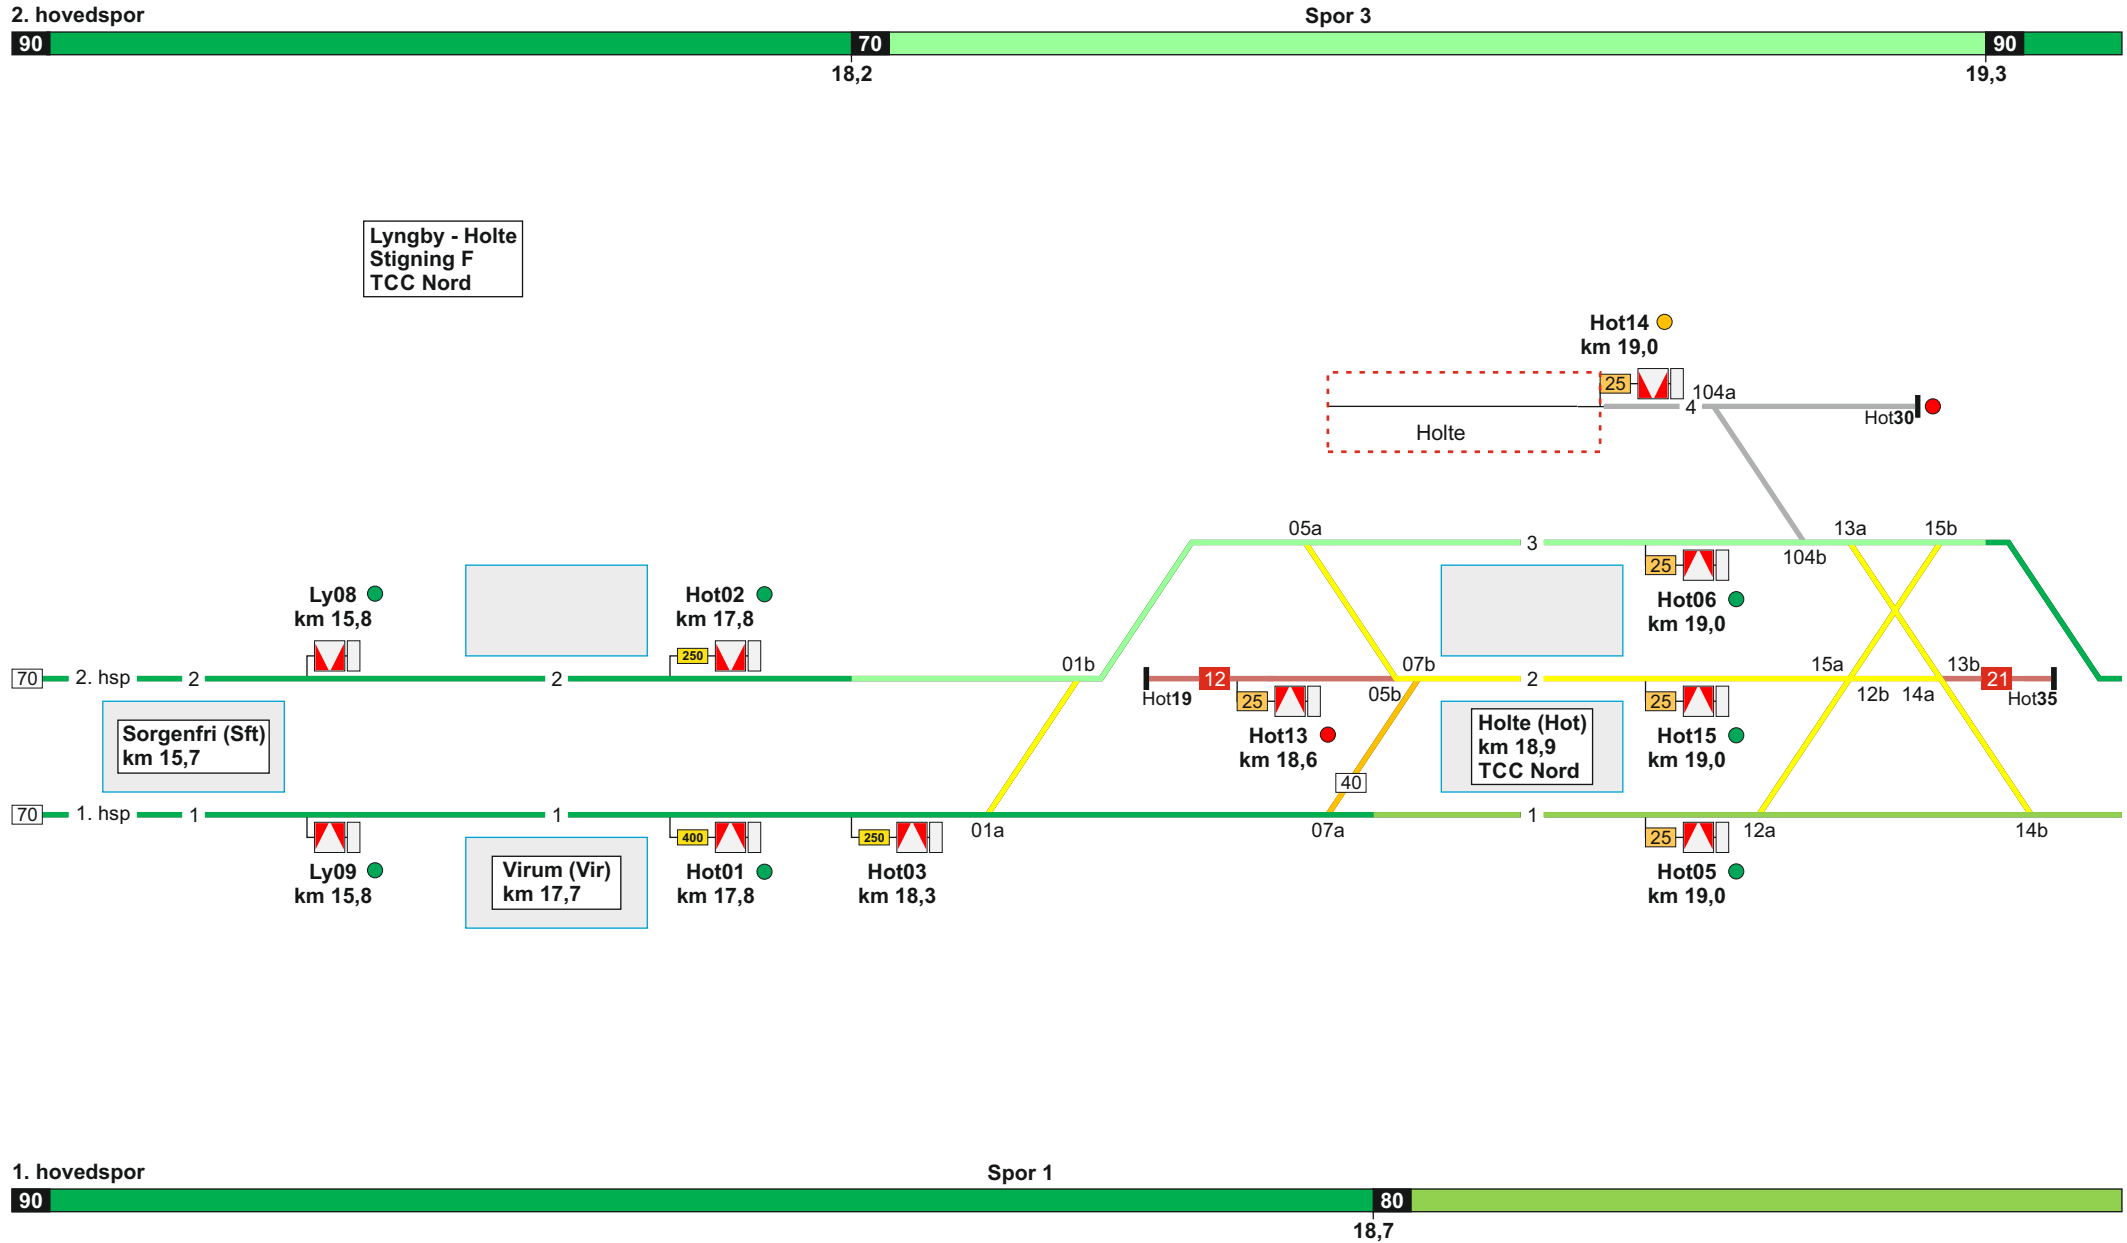 2. hovedspor
Spor 3
90
70
90
18,2
19,3
Lyngby - Holte
Stigning F
TCC Nord
Hot14
km 19,0
25
104a
4
Hot30
Holte
05a
3
13a
15b
104b
25
Ly08
km 15,8
Hot02
km 17,8
Hot06
km 19,0
250
01b
07b
15a
13b
70
2. hsp
2
2
12
2
21
Hot19
05b
12b
14a
Hot35
25
25
Sorgenfri (Sft)
km 15,7
Hot13
km 18,6
Holte (Hot)
km 18,9
TCC Nord
Hot15
km 19,0
40
70
1. hsp
1
1
1
01a
07a
12a
14b
400
250
25
Ly09
km 15,8
Virum (Vir)
km 17,7
Hot01
km 17,8
Hot03
km 18,3
Hot05
km 19,0
1. hovedspor
Spor 1
90
80
18,7